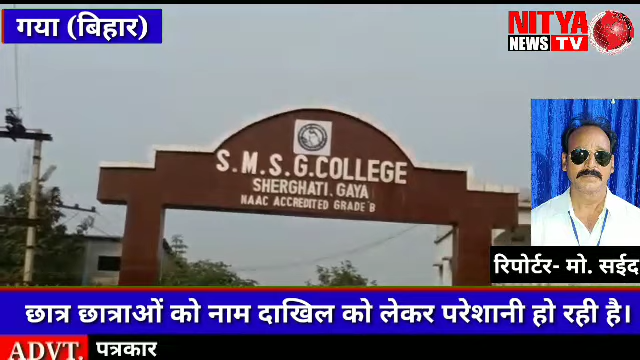 गया (बिहार)
NITYA
NEWS TV
S.M.S.G.COLLEGE
SHERGHATI, GAYA
NAAC ACCREDITED GRADE B
रिपोर्टर- मो. सईद
छात्र छात्राओं को नाम दाखिल को लेकर परेशानी हो रही है।
ADVT. पत्रकार